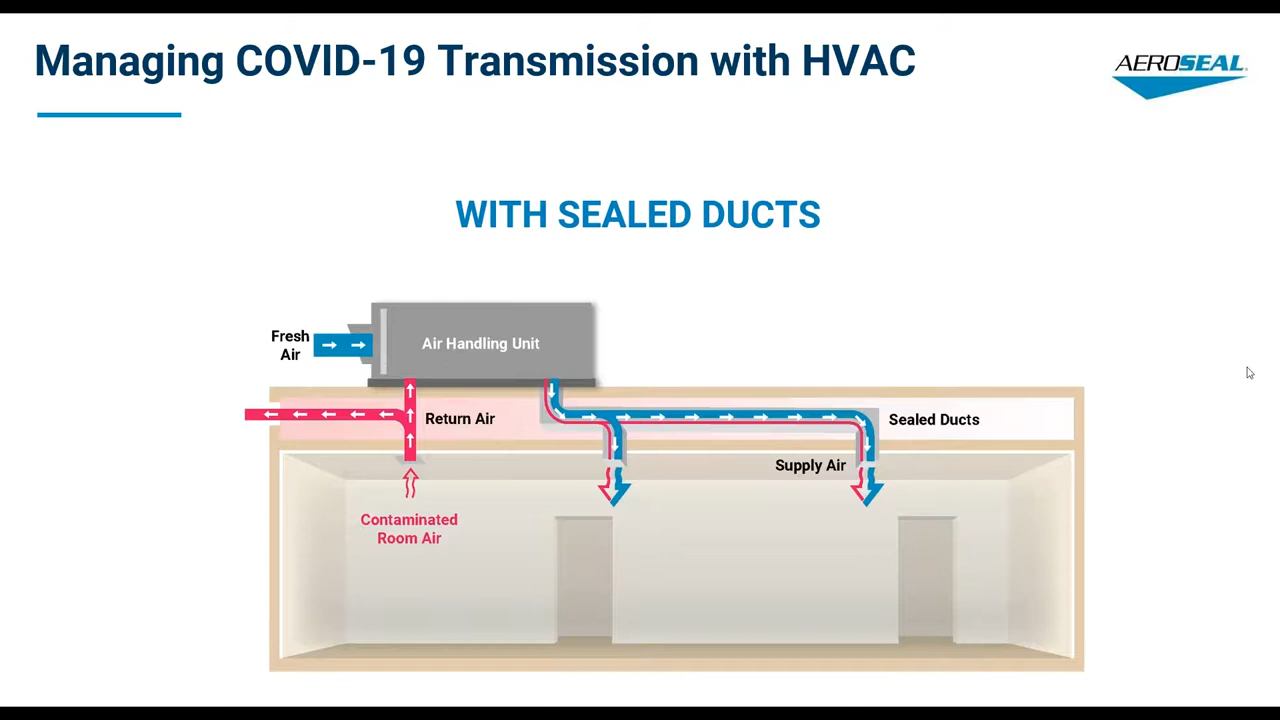 Managing COVID-19 Transmission with HVAC
AEROSEAL
WITH SEALED DUCTS
Fresh
Air
Air Handling Unit
Return Air
Sealed Ducts
Supply Air
Contaminated
Room Air